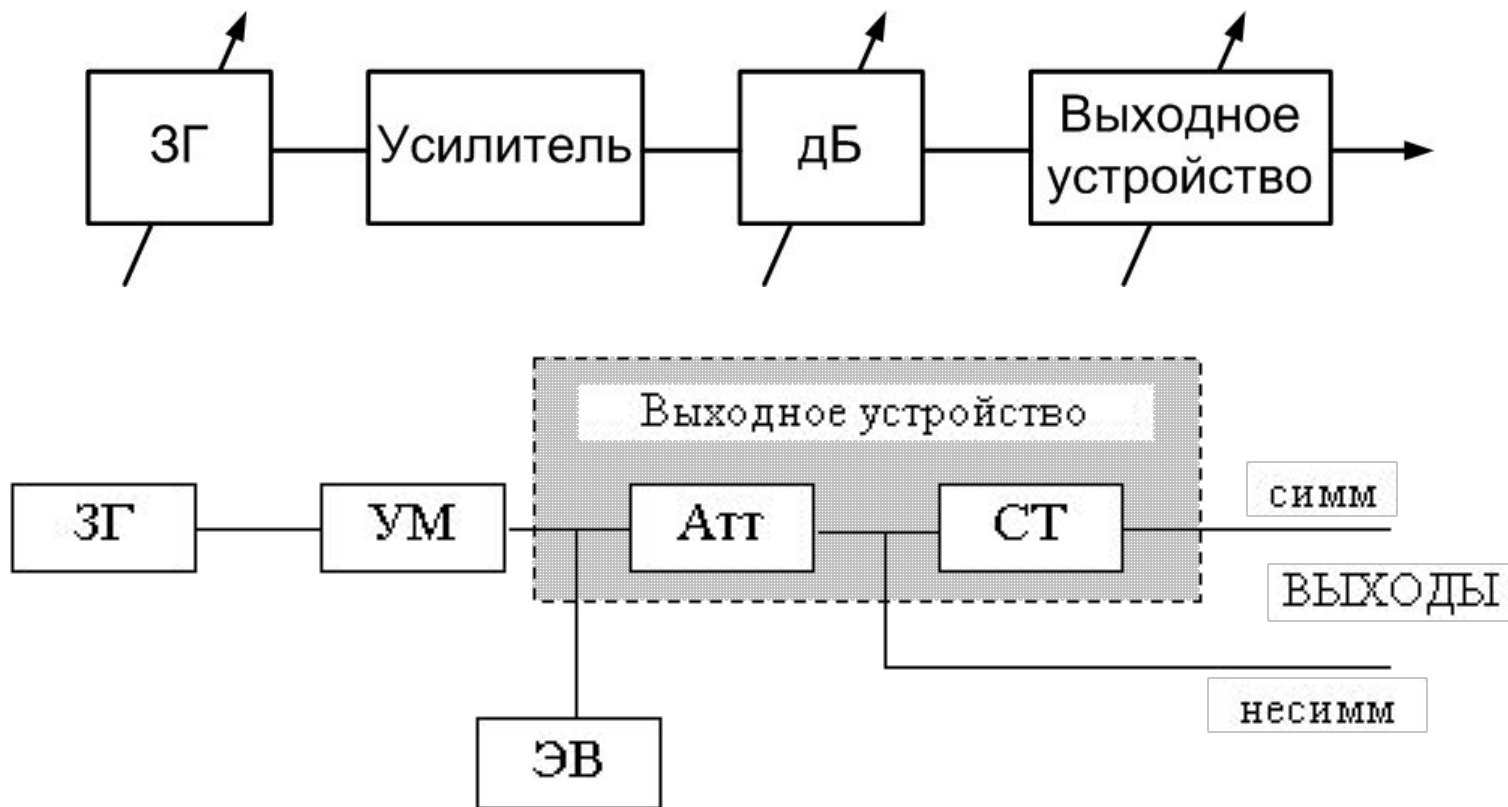 ЗГ
Усилитель
дБ
Выходное
устройство
Выходное устройство
ЗГ
УМ
Атт
СТ
симм
ВЫХОДЫ
несимм
ЭВ